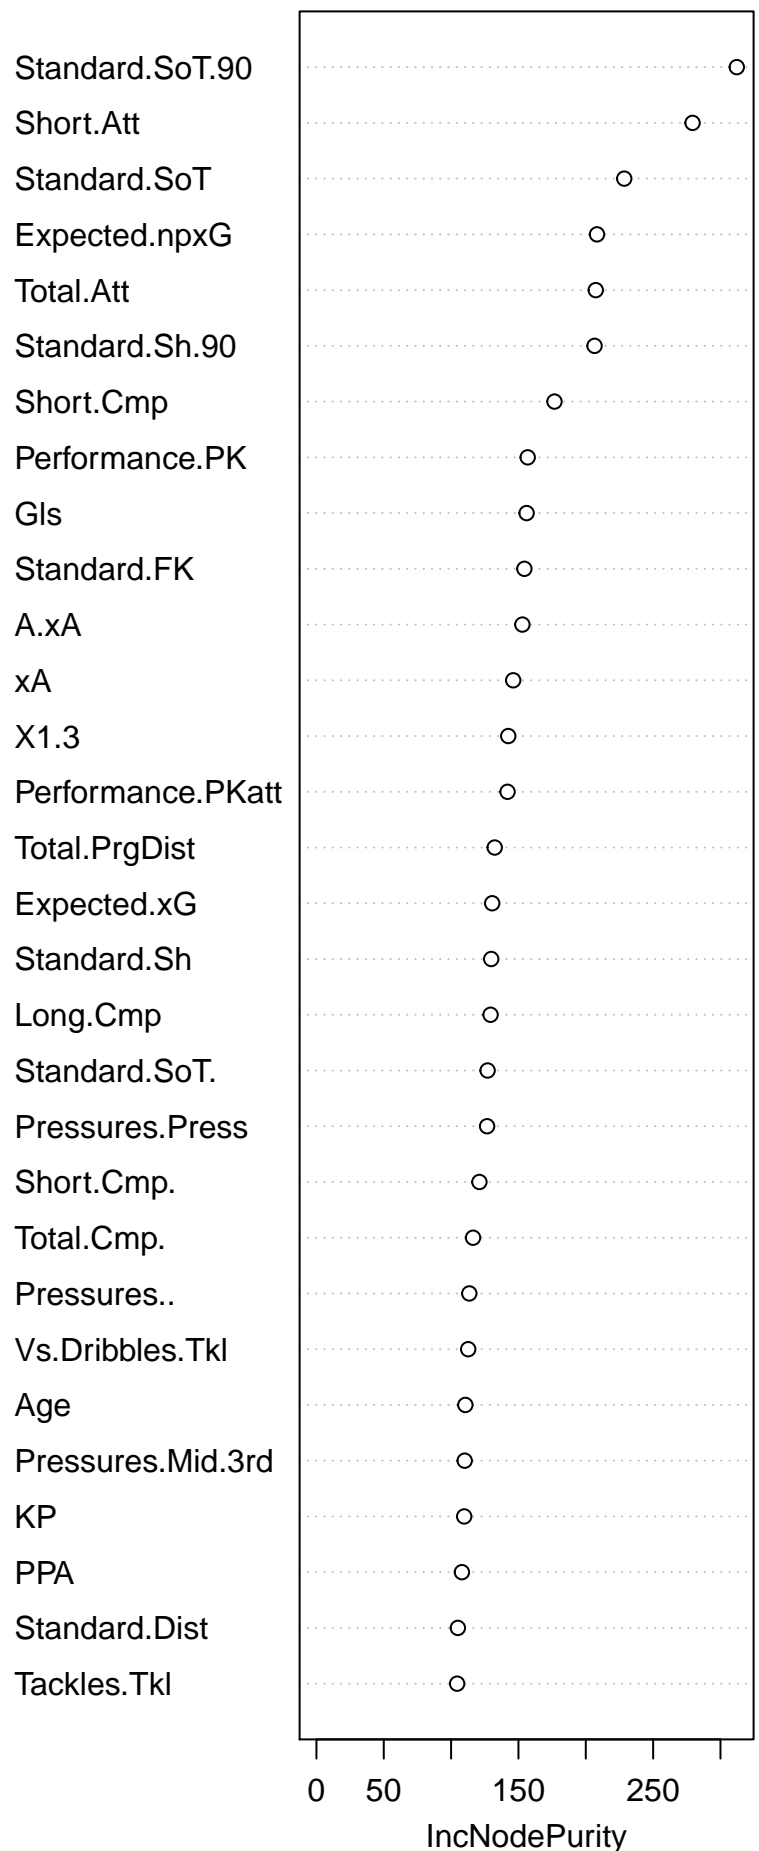 Standard.SoT.90
Short.Att
Standard.SoT
Expected.npxG
Total.Att
Standard.Sh.90
Short.Cmp
Performance.PK
Gls
Standard.FK
A.xA
xA
X1.3
Performance.PKatt
Total.PrgDist
Expected.xG
Standard.Sh
Long.Cmp
Standard.SoT.
Pressures.Press
Short.Cmp.
Total.Cmp.
Pressures..
Vs.Dribbles.Tkl
Age
Pressures.Mid.3rd
KP
PPA
Standard.Dist
Tackles.Tkl
0 50 150 250
IncNodePurity